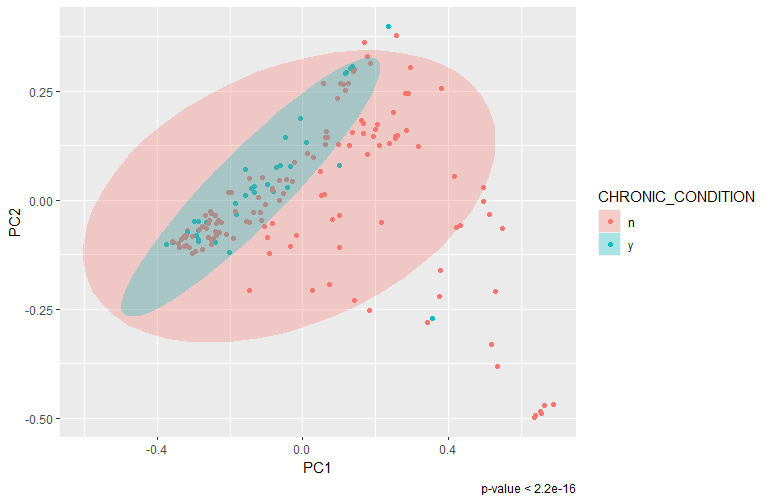 0.25
0.00
-0.25
-0.50
PC2
-0.4
0.0
0.4
PC1
CHRONIC_CONDITION
n
y
p-value < 2.2e-16